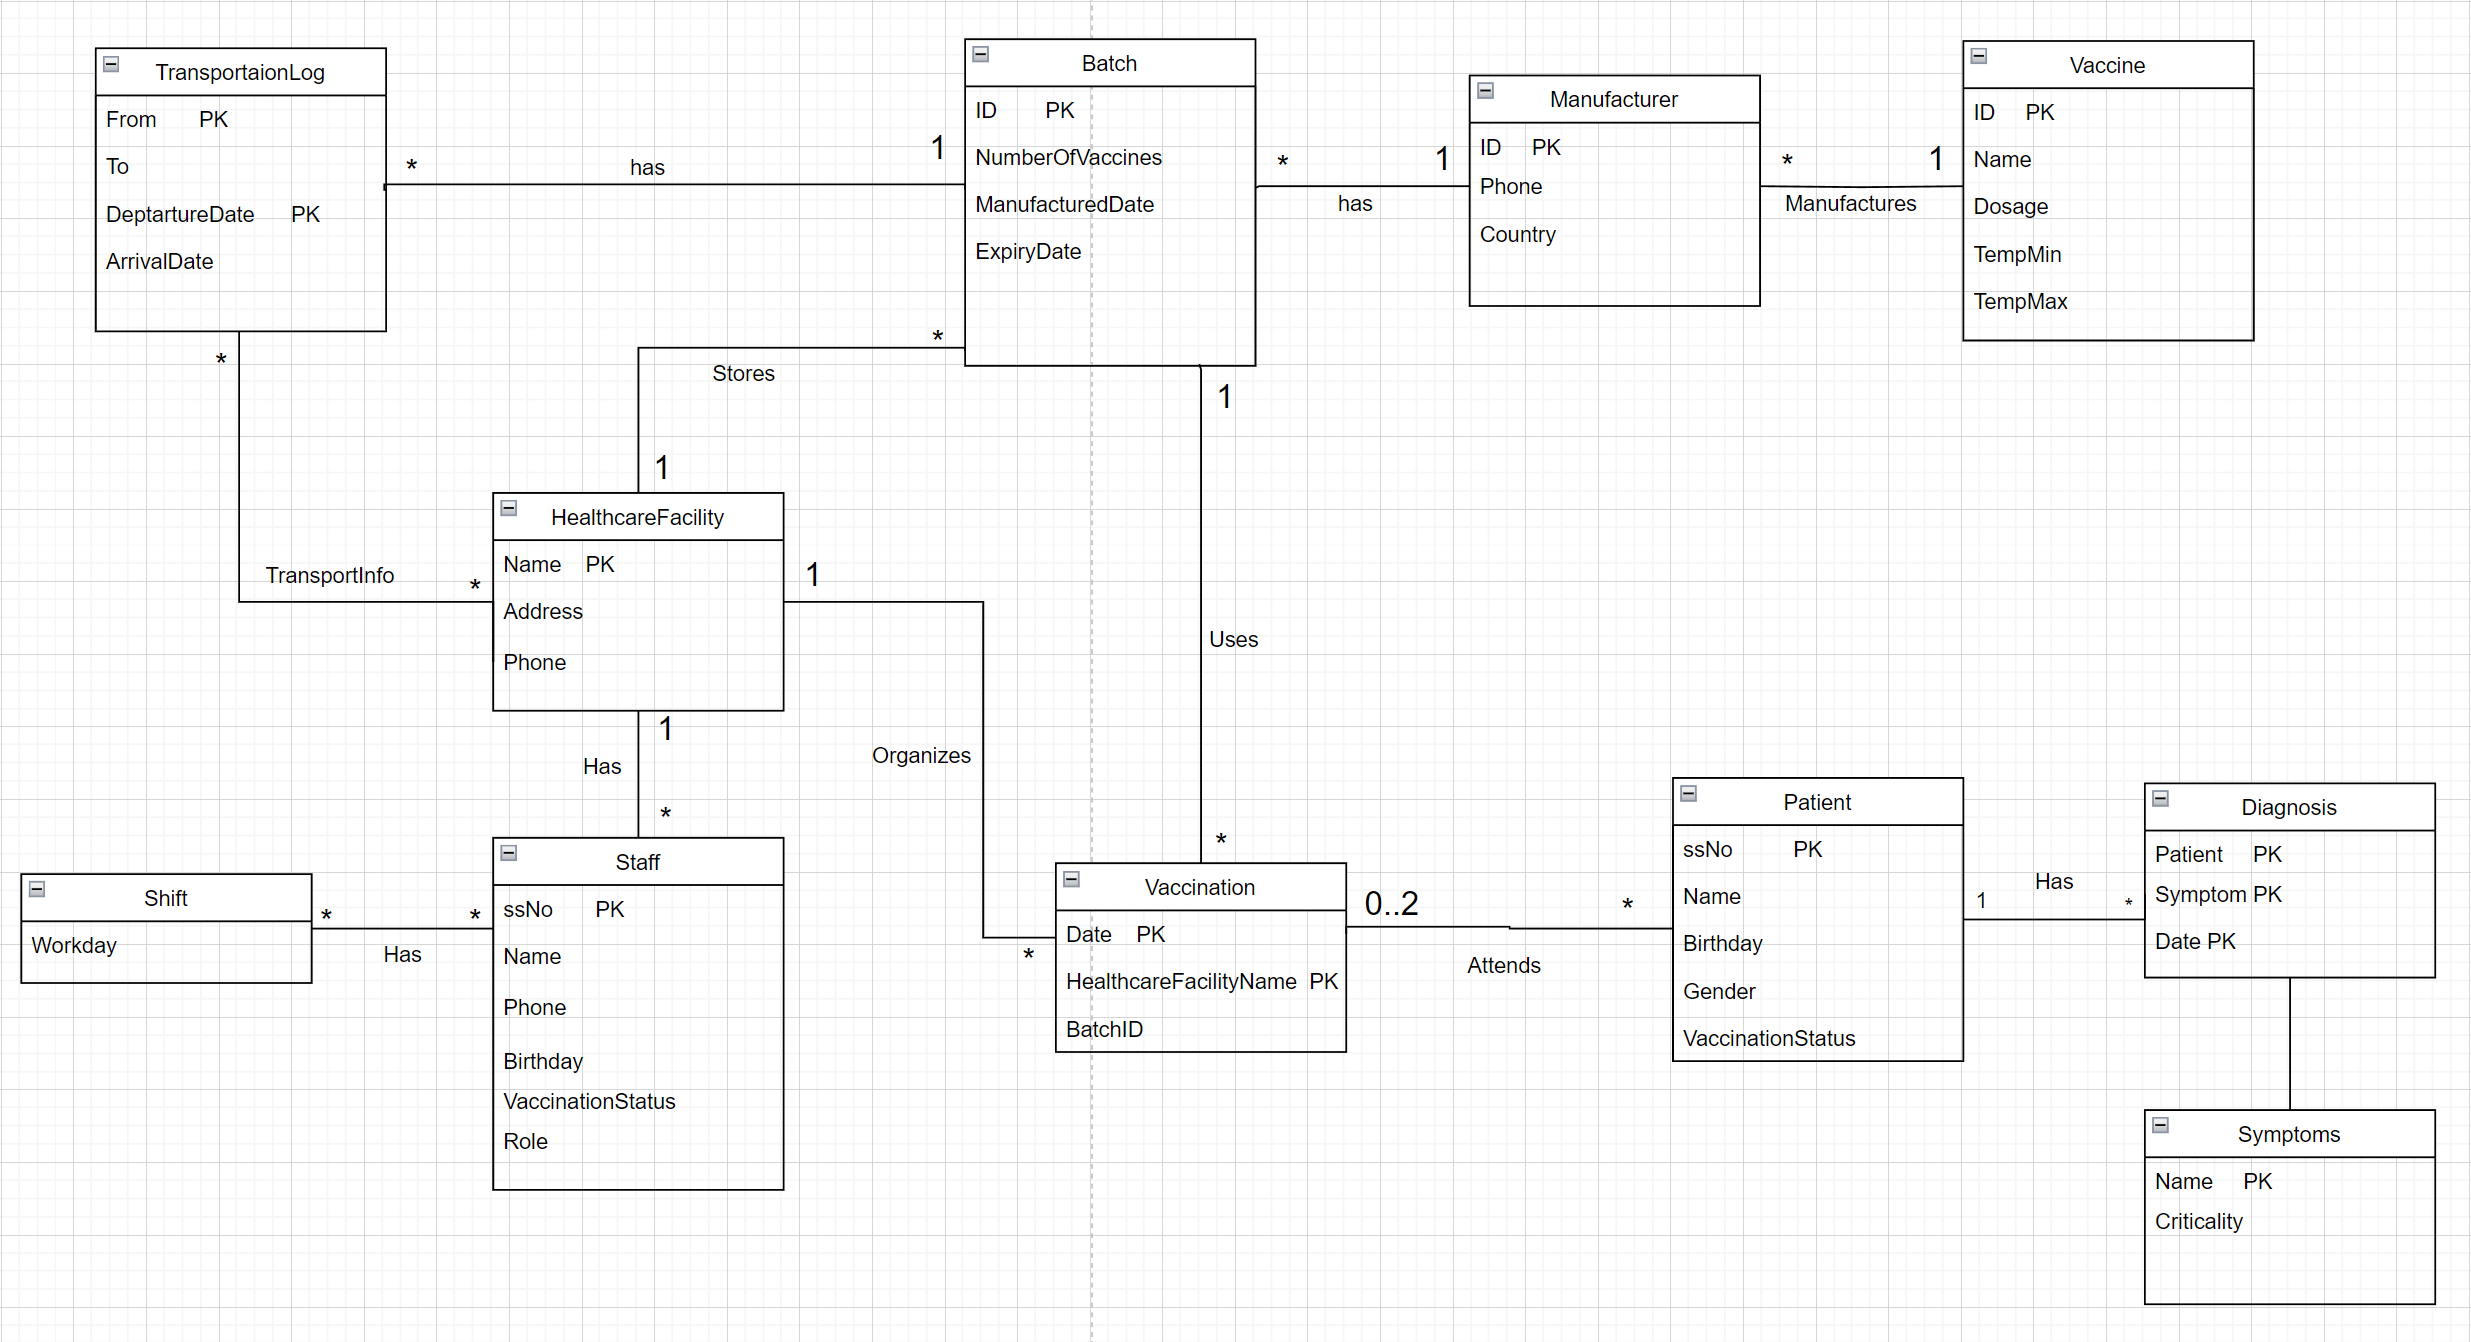 TransportaionLog
From PK
To
DeptartureDate PK
ArrivalDate
* has 1
Batch
ID PK
NumberOfVaccines
ManufacturedDate
ExpiryDate
* 1
has
Manufacturer
ID PK
Phone
Country
* 1
Manufactures
Vaccine
ID PK
Name
Dosage
TempMin
TempMax
*
TransportInfo *
*
Stores
1
HealthcareFacility
Name PK
Address
Phone
1
Organizes
*
1
Uses
*
1
Has
*
Shift
Workday
* *
Has
Staff
ssNo PK
Name
Phone
Birthday
VaccinationStatus
Role
Vaccination
Date PK
HealthcareFacilityName PK
BatchID
0..2 *
Attends
Patient
ssNo PK
Name
Birthday
Gender
VaccinationStatus
Has
1 *
Diagnosis
Patient PK
Symptom PK
Date PK
Symptoms
Name PK
Criticality